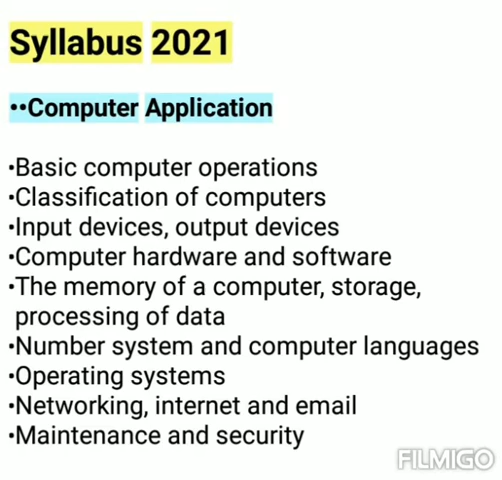 Syllabus 2021
••Computer Application
•Basic computer operations
•Classification of computers
•Input devices, output devices
•Computer hardware and software
•The memory of a computer, storage,
processing of data
•Number system and computer languages
•Operating systems
•Networking, internet and email
•Maintenance and security
FILMIGO